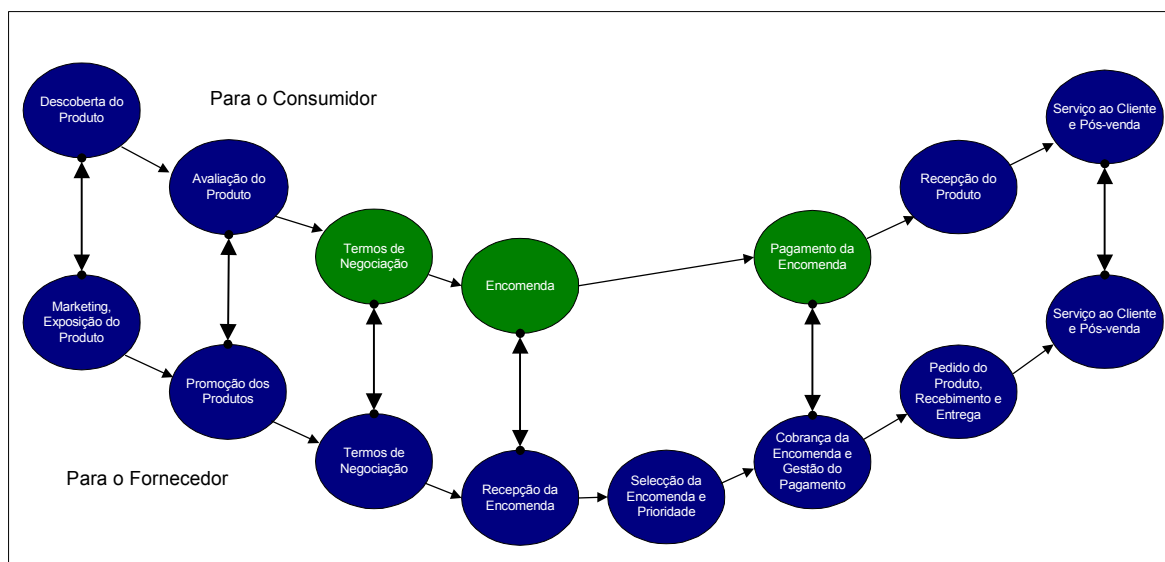 Descoberta do
Produto
Para o Consumidor
Avaliação do
Produto
Termos de
Negociação
Encomenda
Pagamento da
Encomenda
Recepção do
Produto
Serviço ao Cliente
e Pós-venda
Marketing,
Exposição do
Produto
Promoção dos
Produtos
Para o Fornecedor
Termos de
Negociação
Recepção da
Encomenda
Selecção da
Encomenda e
Prioridade
Cobrança da
Encomenda e
Gestão do
Pagamento
Pedido do
Produto,
Recebimento e
Entrega
Serviço ao Cliente
e Pós-venda